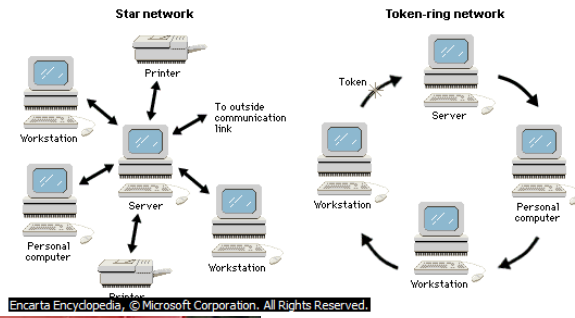 Star network
Printer
Workstation
To outside
communication
link
Server
Personal
computer
Workstation
Printer
Token-ring network
Token
Server
Workstation
Personal
computer
Workstation
Encarta Encyclopedia, © Microsoft Corporation. All Rights Reserved.